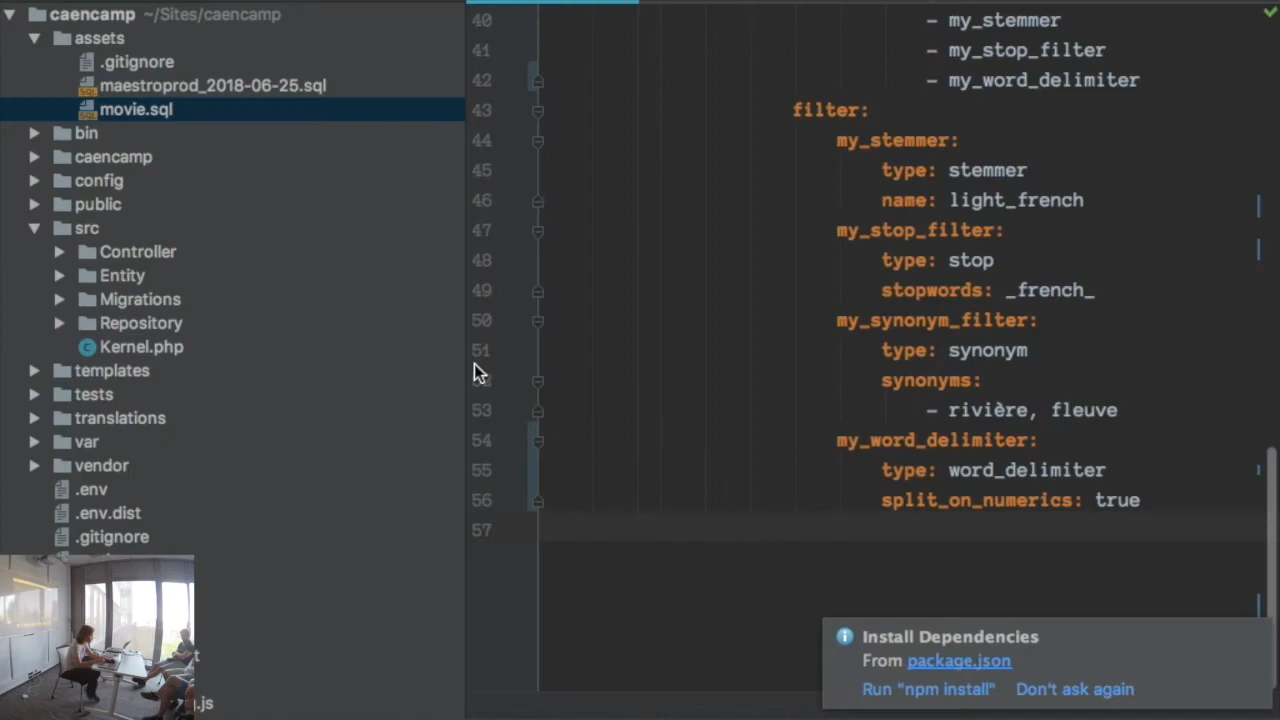 caencamp ~/Sites/caencamp
assets
.gitignore
maestroprod_2018-06-25.sql
movie.sql
bin
caencamp
config
public
src
Controller
Entity
Migrations
Repository
Kernel.php
templates
tests
translations
var
vendor
.env
.env.dist
.gitignore
t
.js
40 - my_stemmer
41 - my_stop_filter
42 - my_word_delimiter
43 filter:
44 my_stemmer:
45 type: stemmer
46 name: light_french
47 my_stop_filter:
48 type: stop
49 stopwords: _french_
50 my_synonym_filter:
51 type: synonym
52 synonyms:
53 - rivière, fleuve
54 my_word_delimiter:
55 type: word_delimiter
56 split_on_numerics: true
57
Install Dependencies
From package.json
Run "npm install" Don't ask again